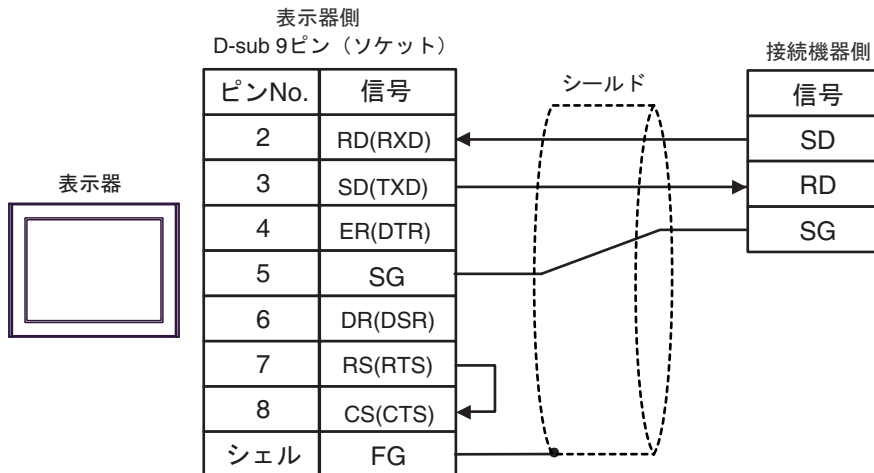 表示器側
D-sub 9ピン（ソケット）
接続機器側
シールド
ピンNo. 信号
信号
2 RD(RXD)
SD
3 SD(TXD)
RD
表示器
4 ER(DTR)
SG
5 SG
6 DR(DSR)
7 RS(RTS)
8 CS(CTS)
シェル FG